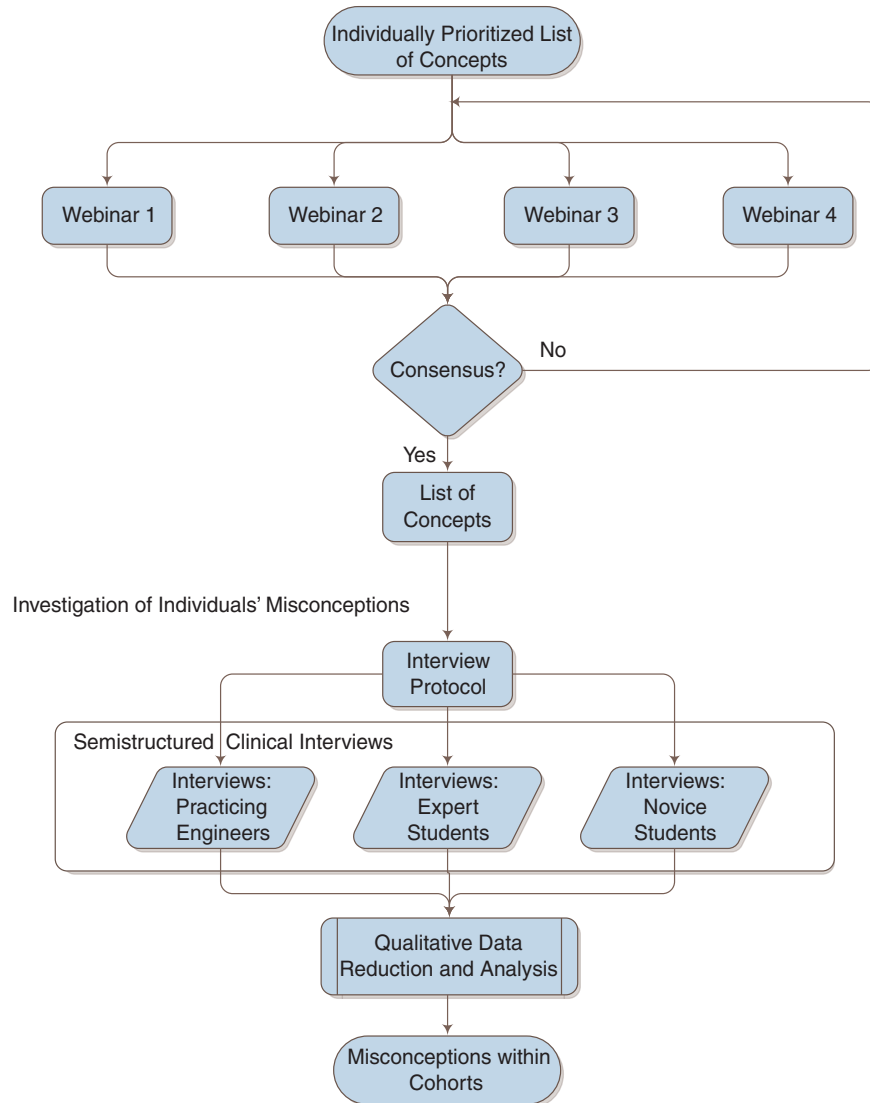 Individually Prioritized List
of Concepts
Webinar 1
Webinar 2
Webinar 3
Webinar 4
Consensus?
No
Yes
List of
Concepts
Investigation of Individuals’ Misconceptions
Interview
Protocol
Semistructured Clinical Interviews
Interviews:
Practicing
Engineers
Interviews:
Expert
Students
Interviews:
Novice
Students
Qualitative Data
Reduction and Analysis
Misconceptions within
Cohorts